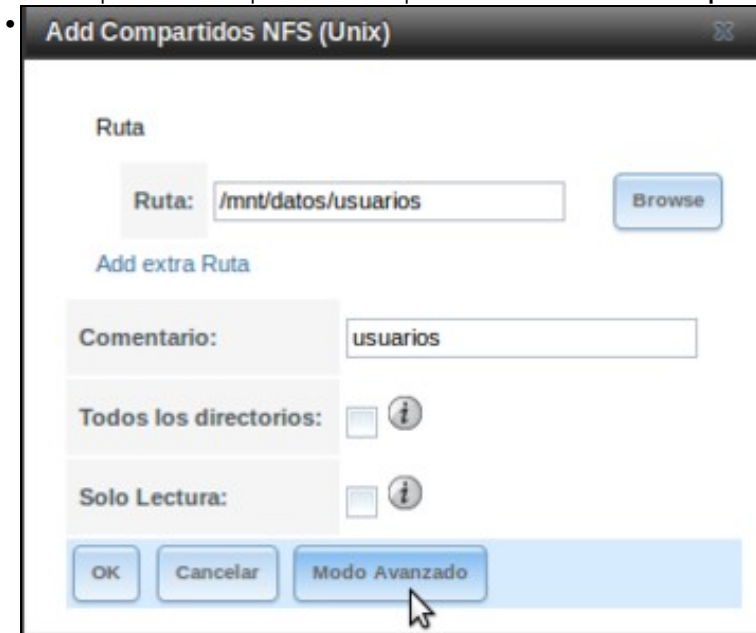 Add Compartidos NFS (Unix)
Ruta
Ruta: /mnt/datos/usuarios Browse
Add extra Ruta
Comentario: usuarios
Todos los directorios:
Solo Lectura:
OK Cancelar Modo Avanzado